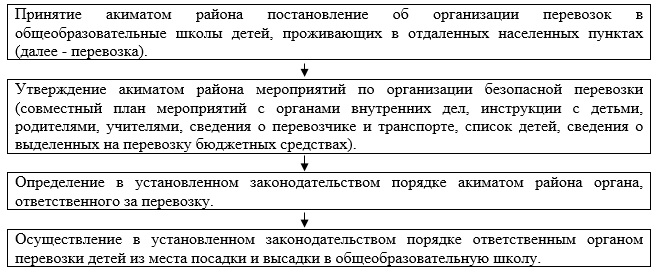 Принятие акиматом района постановление об организации перевозок в
общеобразовательные школы детей, проживающих в отдаленных населенных пунктах
(далее - перевозка).
Утверждение акиматом района мероприятий по организации безопасной перевозки
(совместный план мероприятий с органами внутренних дел, инструкции с детьми,
родителями, учителями, сведения о перевозчике и транспорте, список детей, сведения о
выделенных на перевозку бюджетных средствах).
Определение в установленном законодательством порядке акиматом района органа,
ответственного за перевозку.
Осуществление в установленном законодательством порядке ответственным органом
перевозки детей из места посадки и высадки в общеобразовательную школу.